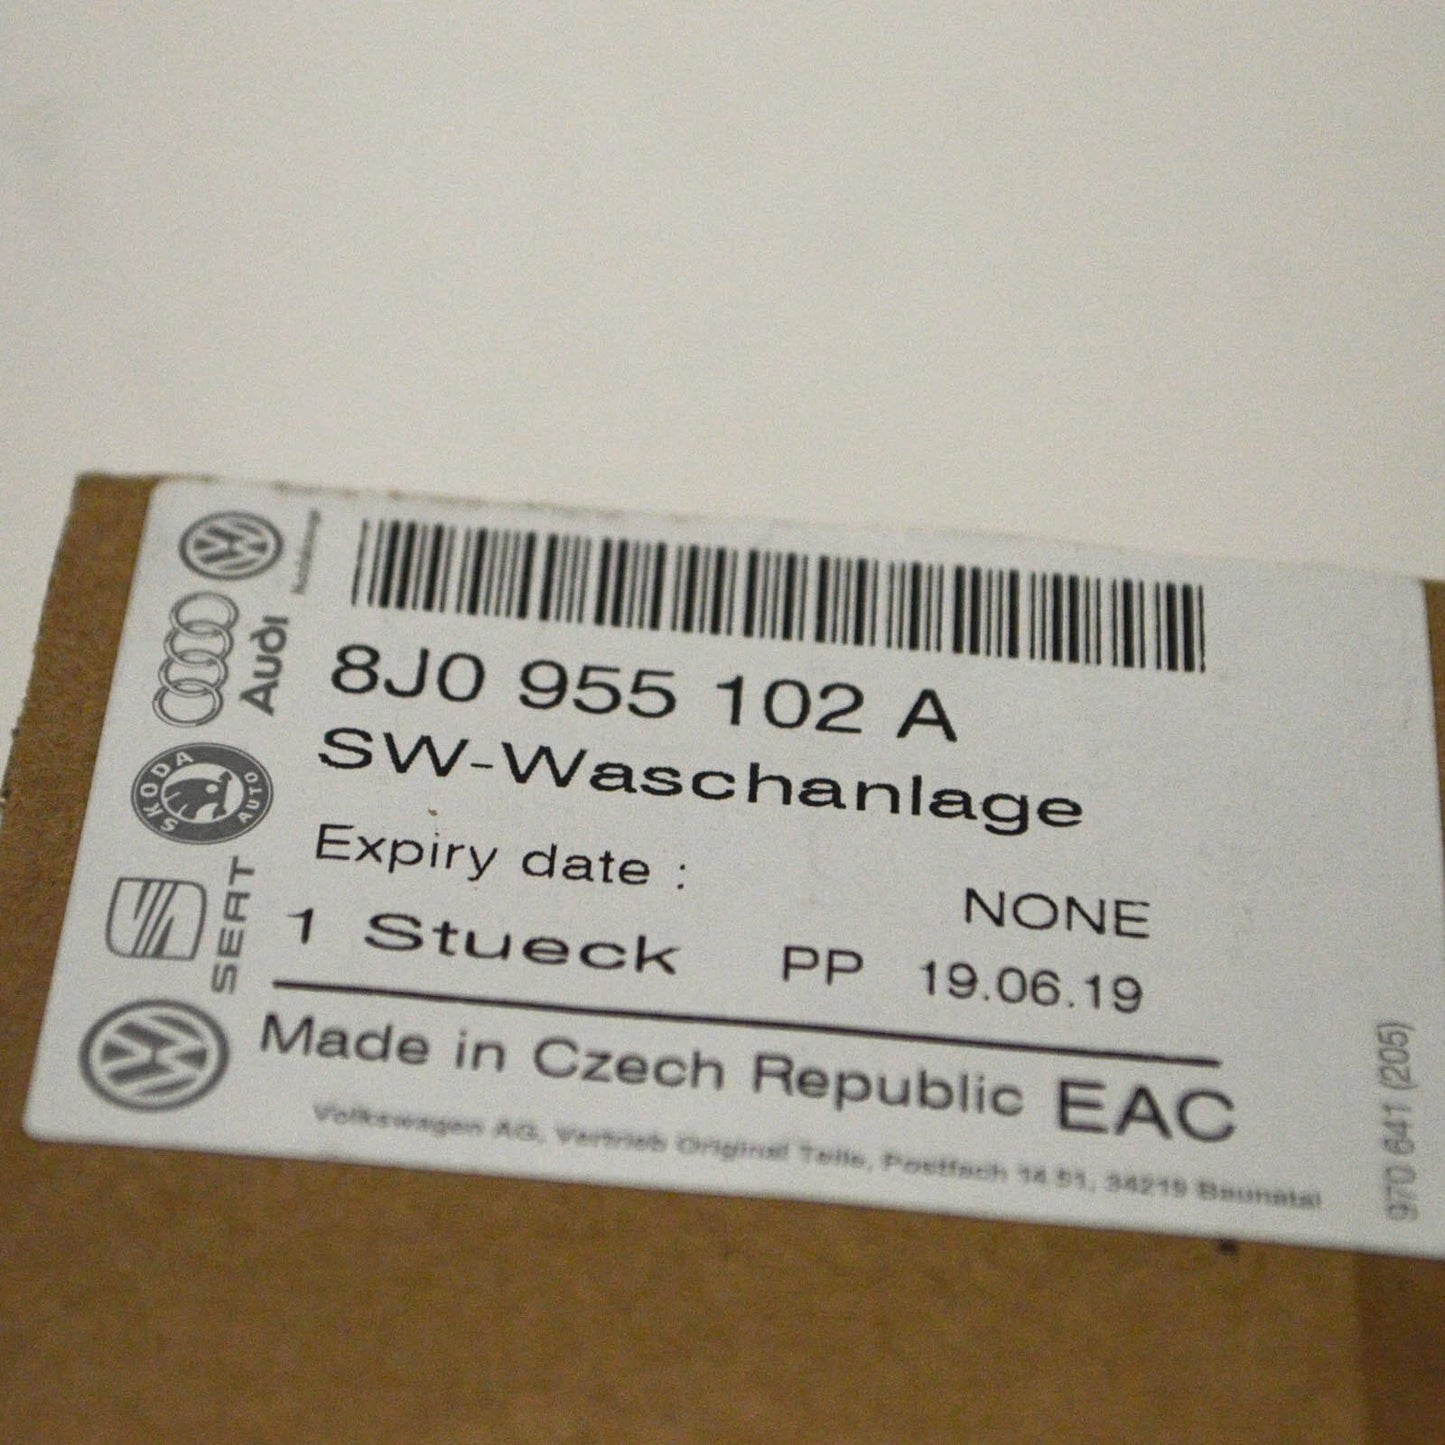 8J0 955 102 A
SW-Waschanlage
Expiry date : NONE
1 Stueck PP 19.06.19
Made in Czech Republic EAC
Volkswagen AG, Vertrieb Original Teile, Postfach 14 51, 34219 Baunatal
970 641 (205)
Audi
SKODA AUTO
SEAT